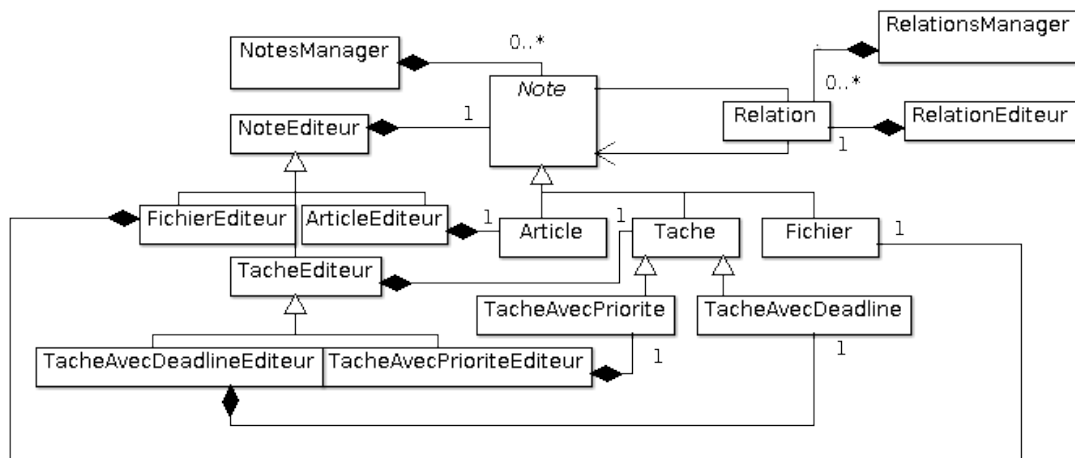 RelationsManager
NotesManager
0..*
Note
0..*
Relation
RelationEditeur
NoteEditeur
1
1
FichierEditeur
ArticleEditeur
1
Article
1
Tache
Fichier
1
TacheEditeur
TacheAvecPriorite
TacheAvecDeadline
TacheAvecDeadlineEditeur
TacheAvecPrioriteEditeur
1
1